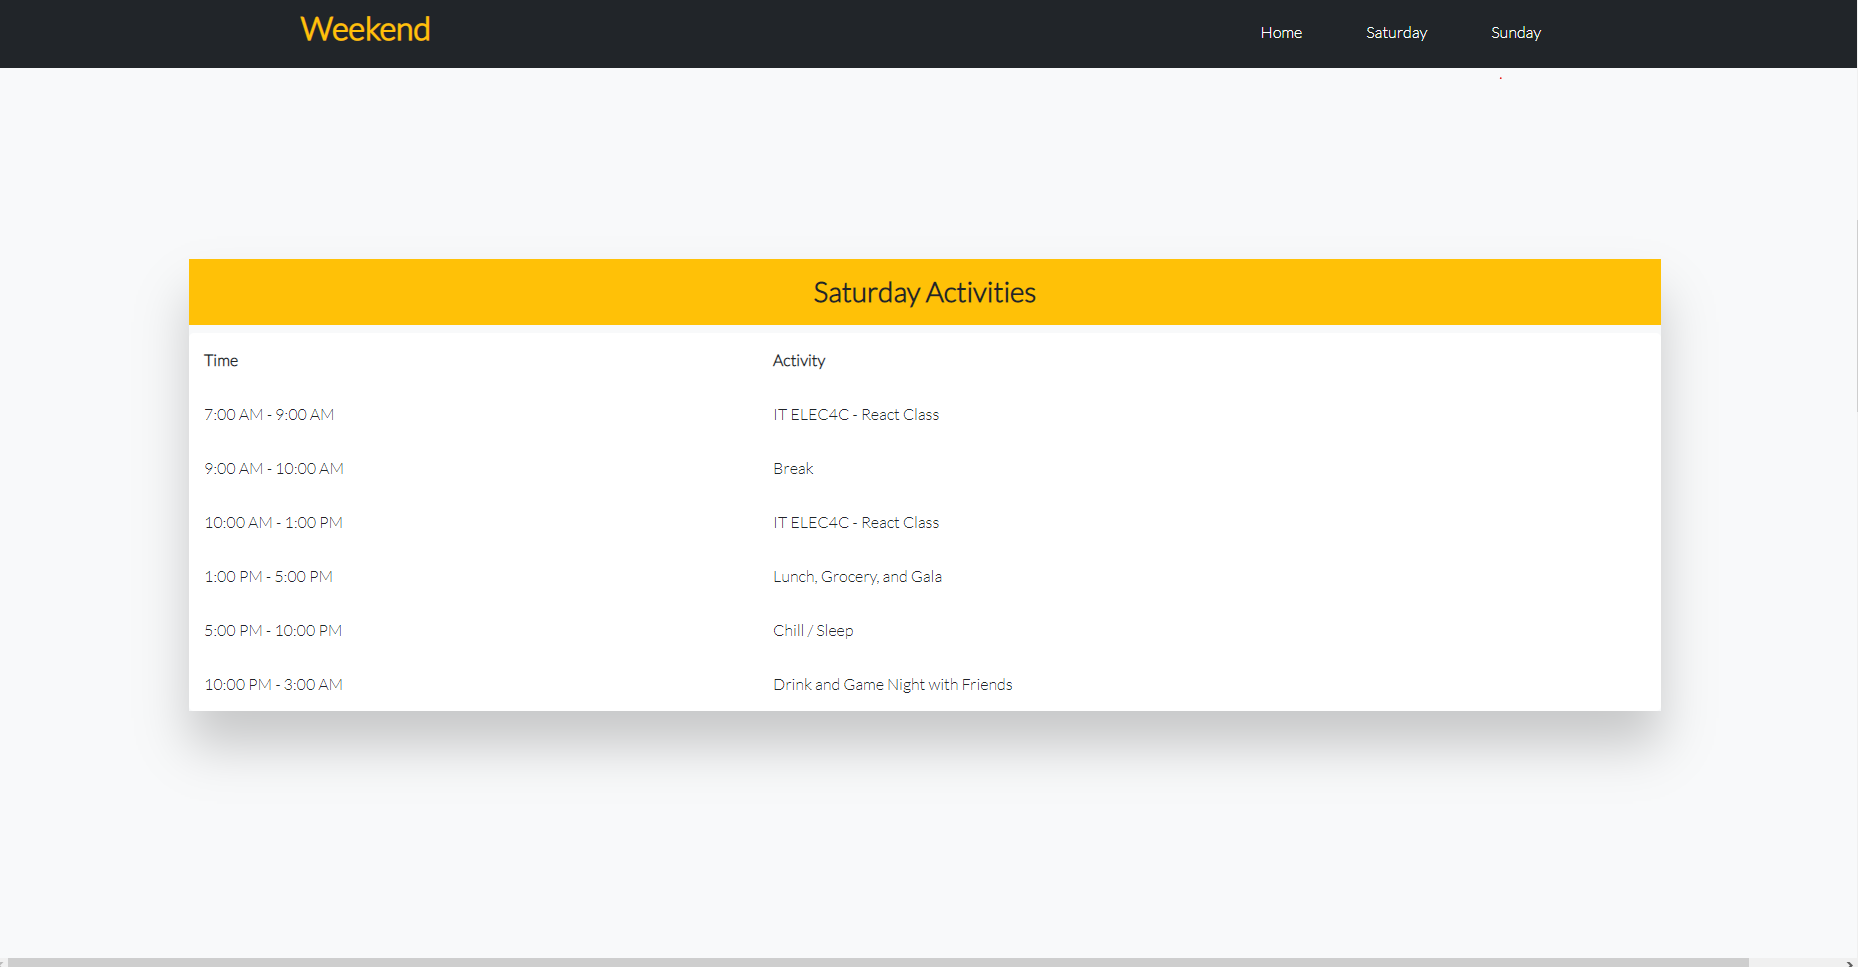 Weekend
Home Saturday Sunday
Saturday Activities
Time Activity
7:00 AM - 9:00 AM IT ELEC4C - React Class
9:00 AM - 10:00 AM Break
10:00 AM - 1:00 PM IT ELEC4C - React Class
1:00 PM - 5:00 PM Lunch, Grocery, and Gala
5:00 PM - 10:00 PM Chill / Sleep
10:00 PM - 3:00 AM Drink and Game Night with Friends